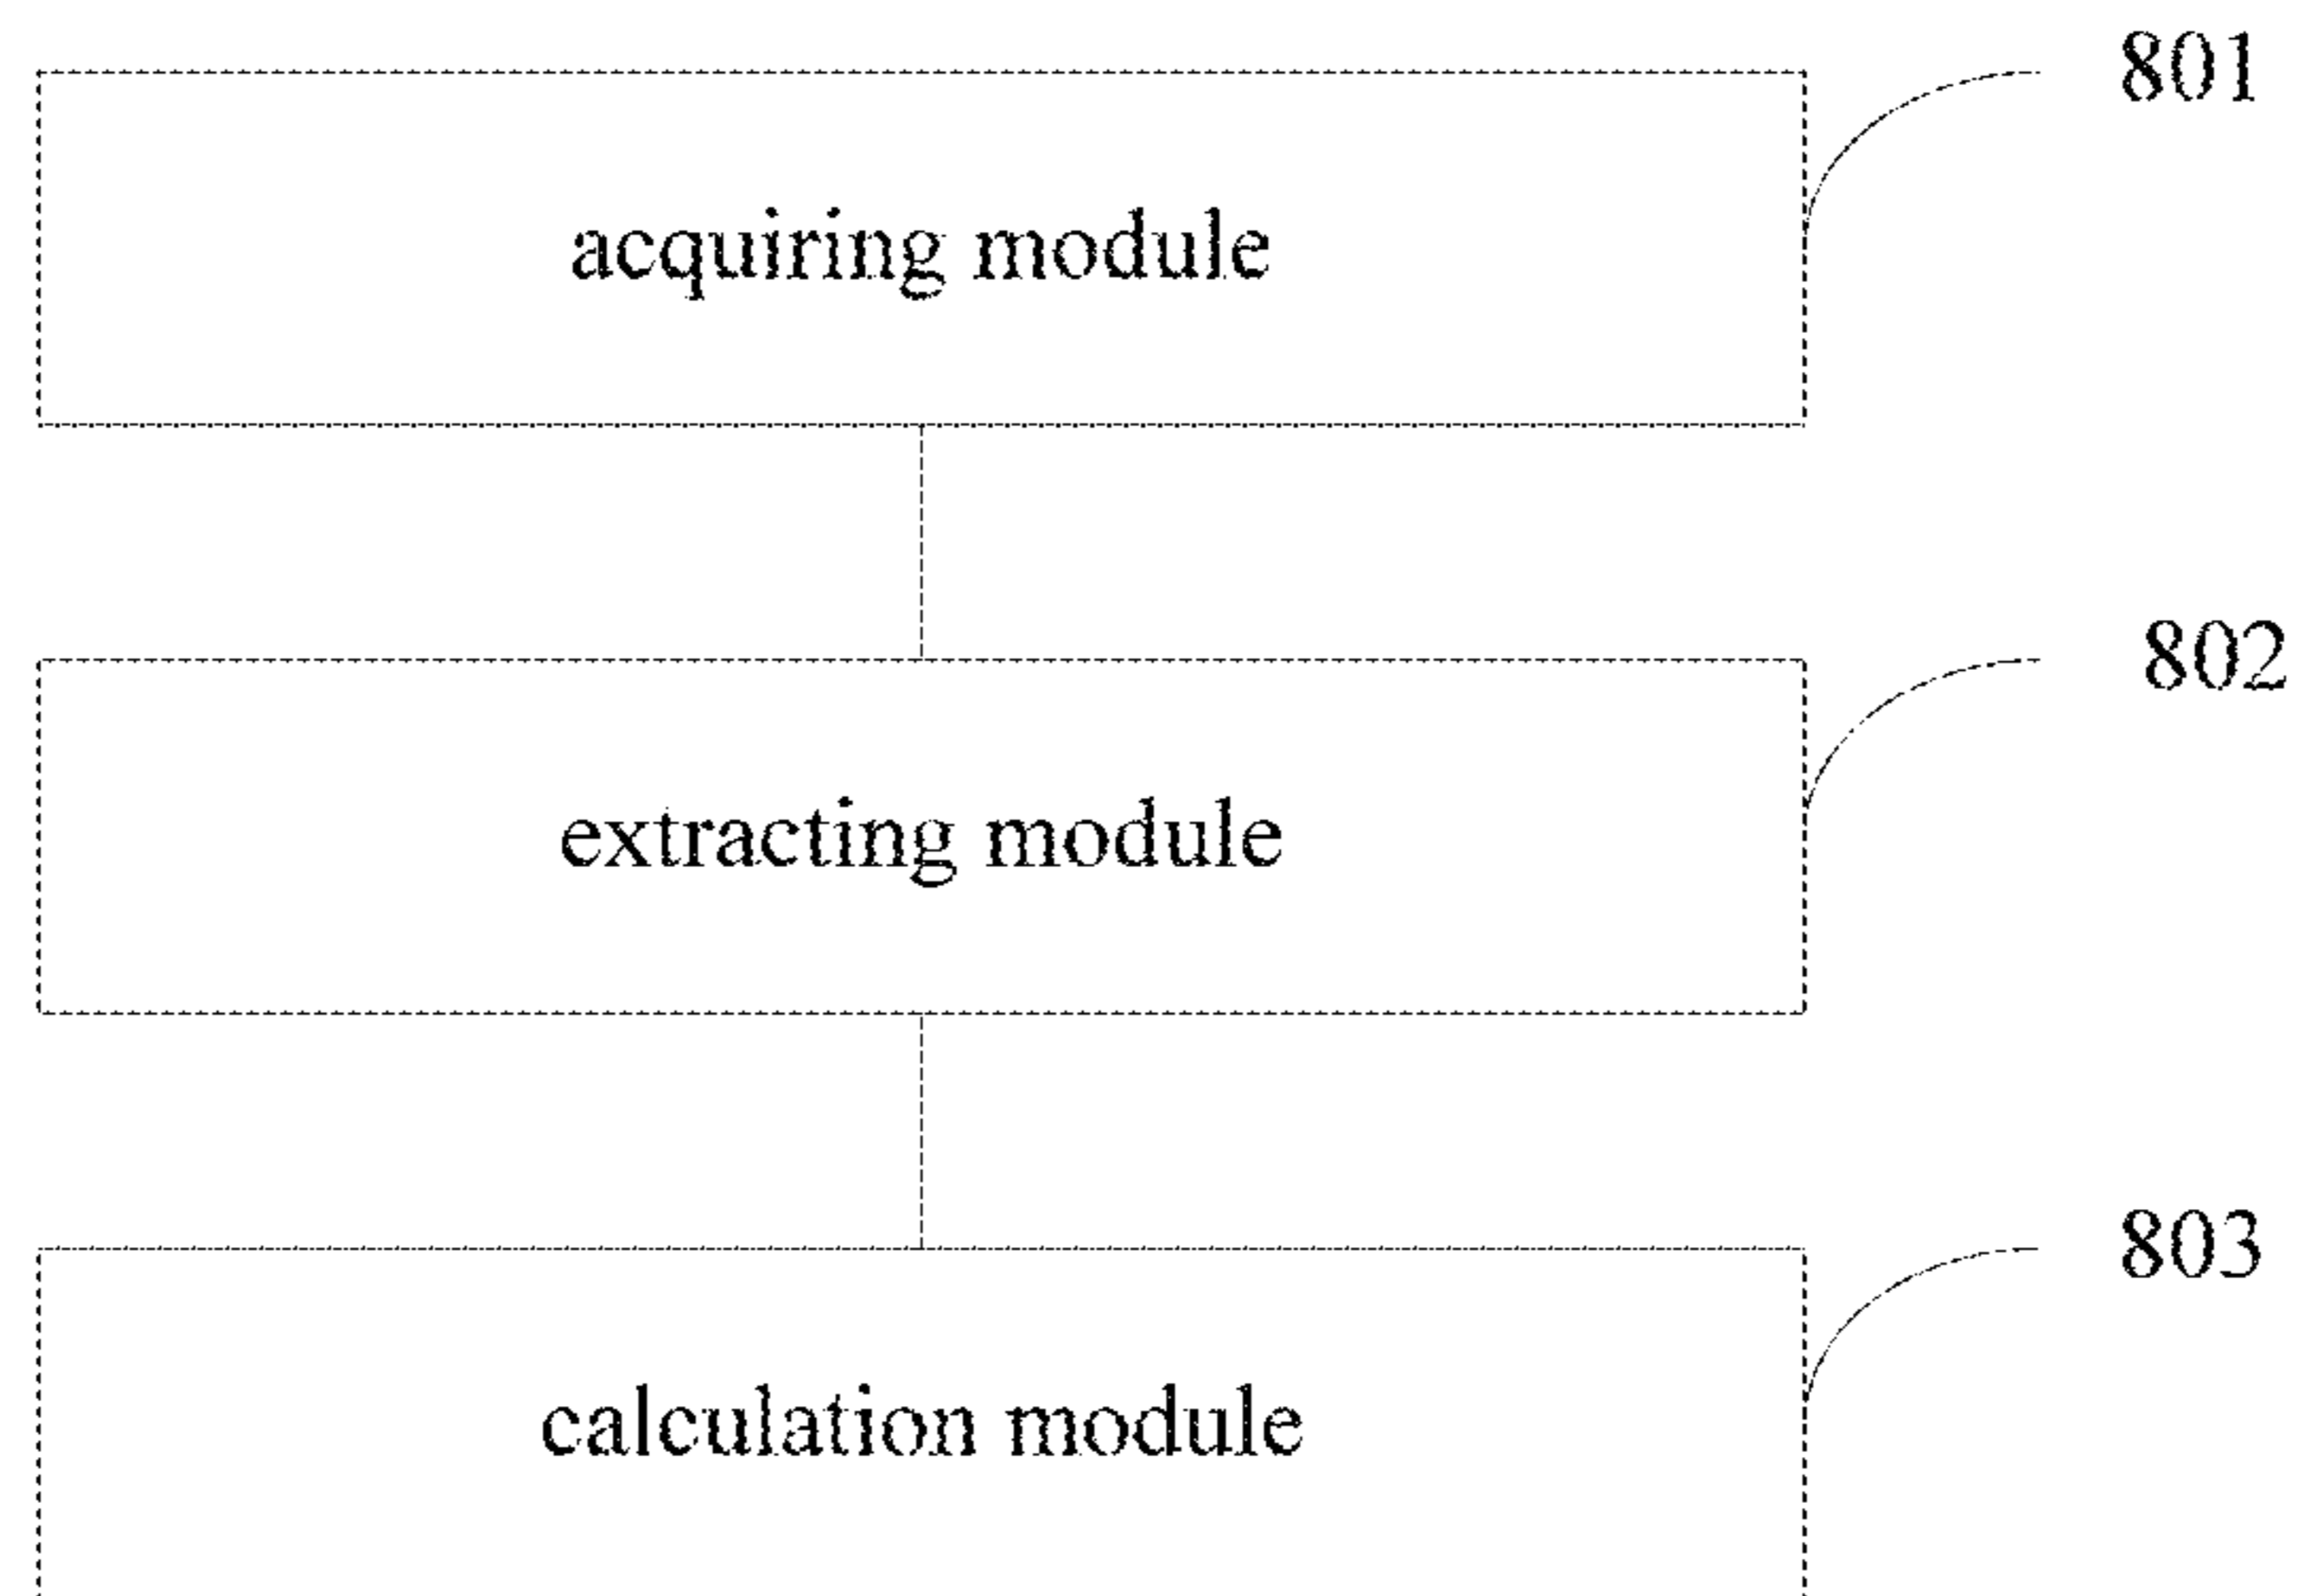 801
acquiring module
802
extracting module
803
calculation module